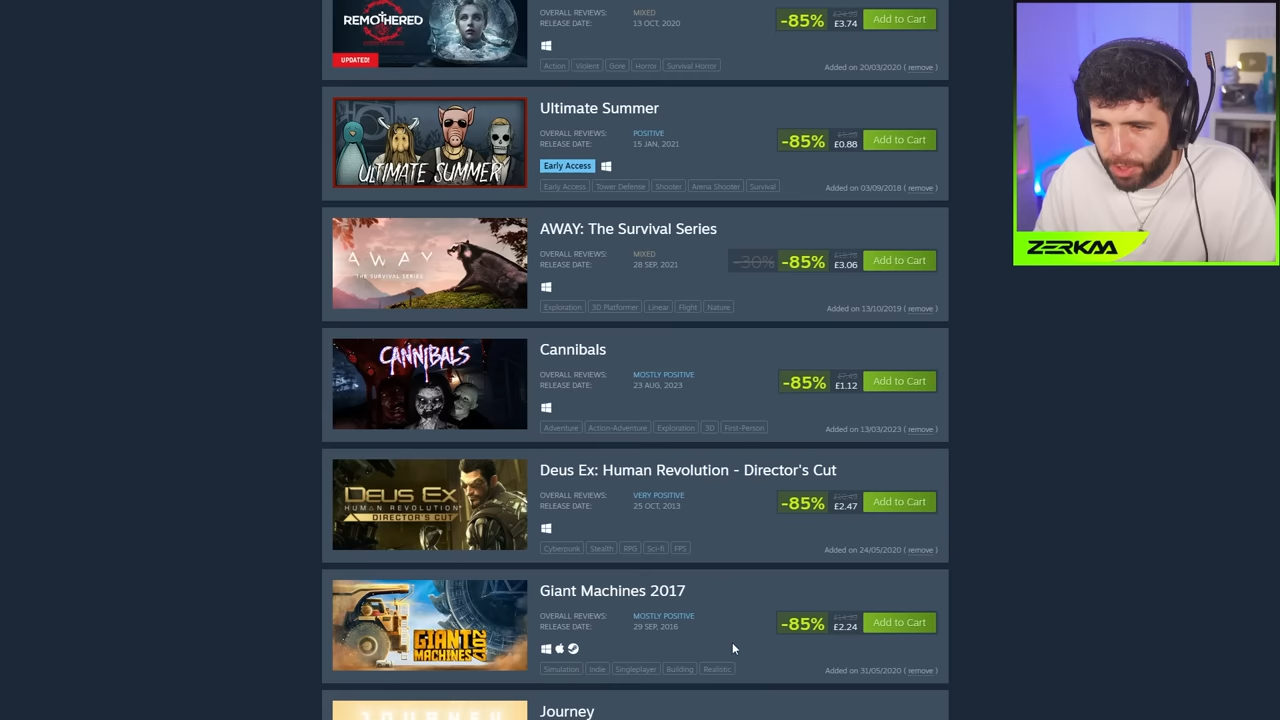 REMOTHERED
UPDATED!
OVERALL REVIEWS: MIXED
RELEASE DATE: 13 OCT, 2020
-85% £3.74 Add to Cart
Action Violent Gore Horror Survival Horror
Added on 20/03/2020 ( remove )
ULTIMATE SUMMER
Ultimate Summer
OVERALL REVIEWS: POSITIVE
RELEASE DATE: 15 JAN, 2021
-85% £0.88 Add to Cart
Early Access
Early Access Tower Defense Shooter Arena Shooter Survival
Added on 03/09/2018 ( remove )
AWAY
THE SURVIVAL SERIES
AWAY: The Survival Series
OVERALL REVIEWS: MIXED
RELEASE DATE: 28 SEP, 2021
-30% -85% £3.06 Add to Cart
Exploration 3D Platformer Linear Flight Nature
Added on 13/10/2019 ( remove )
CANNIBALS
Cannibals
OVERALL REVIEWS: MOSTLY POSITIVE
RELEASE DATE: 23 AUG, 2023
-85% £7.49 £1.12 Add to Cart
Adventure Action-Adventure Exploration 3D First-Person
Added on 13/03/2023 ( remove )
DEUS EX
HUMAN REVOLUTION
DIRECTOR'S CUT
Deus Ex: Human Revolution - Director's Cut
OVERALL REVIEWS: VERY POSITIVE
RELEASE DATE: 25 OCT, 2013
-85% £2.47 Add to Cart
Cyberpunk Stealth RPG Sci-fi FPS
Added on 24/05/2020 ( remove )
GIANT
MACHINES 2017
Giant Machines 2017
OVERALL REVIEWS: MOSTLY POSITIVE
RELEASE DATE: 29 SEP, 2016
-85% £2.24 Add to Cart
Simulation Indie Singleplayer Building Realistic
Added on 31/05/2020 ( remove )
JOURNEY
Journey
ZERKAA